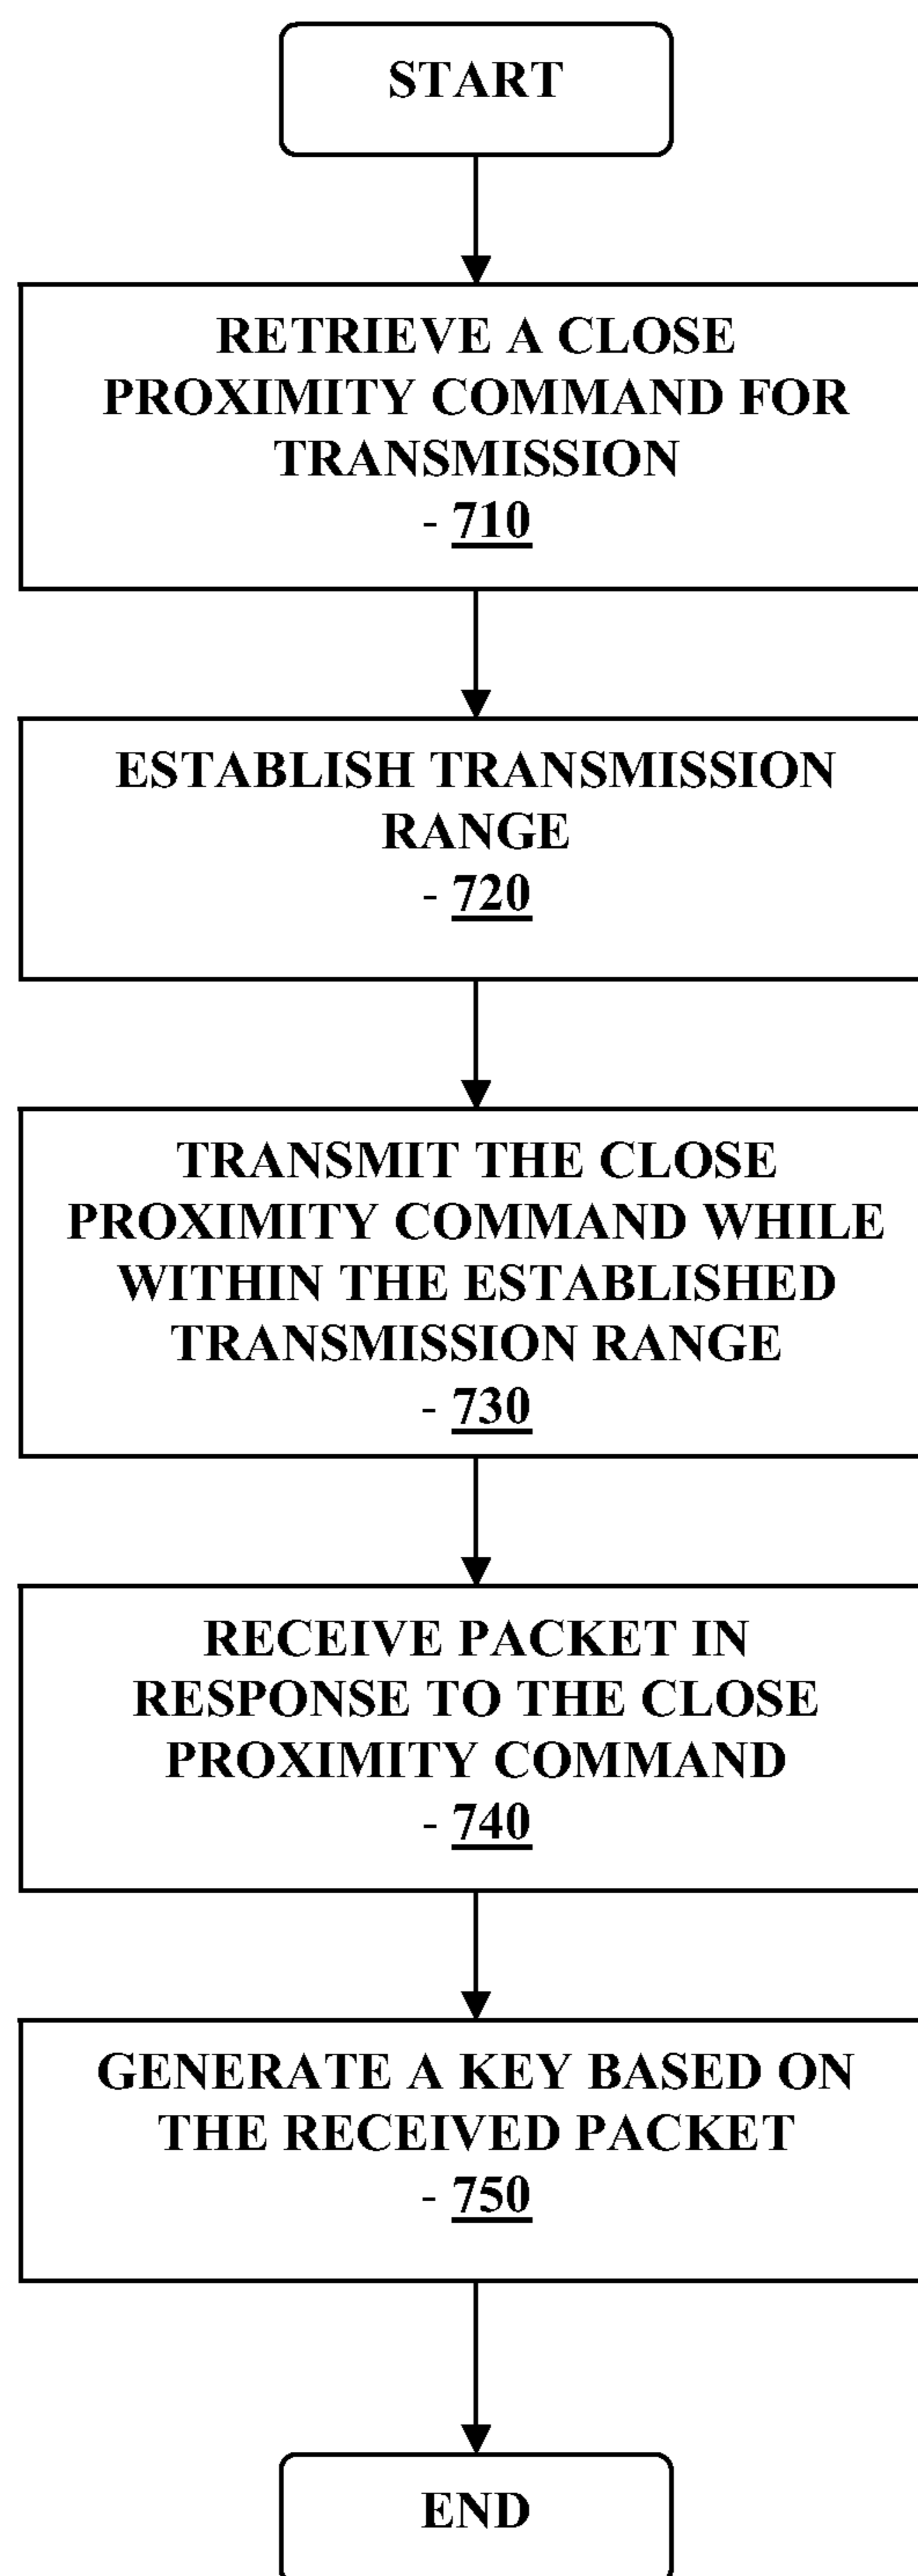 START
RETRIEVE A CLOSE
PROXIMITY COMMAND FOR
TRANSMISSION
- 710
ESTABLISH TRANSMISSION
RANGE
- 720
TRANSMIT THE CLOSE
PROXIMITY COMMAND WHILE
WITHIN THE ESTABLISHED
TRANSMISSION RANGE
- 730
RECEIVE PACKET IN
RESPONSE TO THE CLOSE
PROXIMITY COMMAND
- 740
GENERATE A KEY BASED ON
THE RECEIVED PACKET
- 750
END